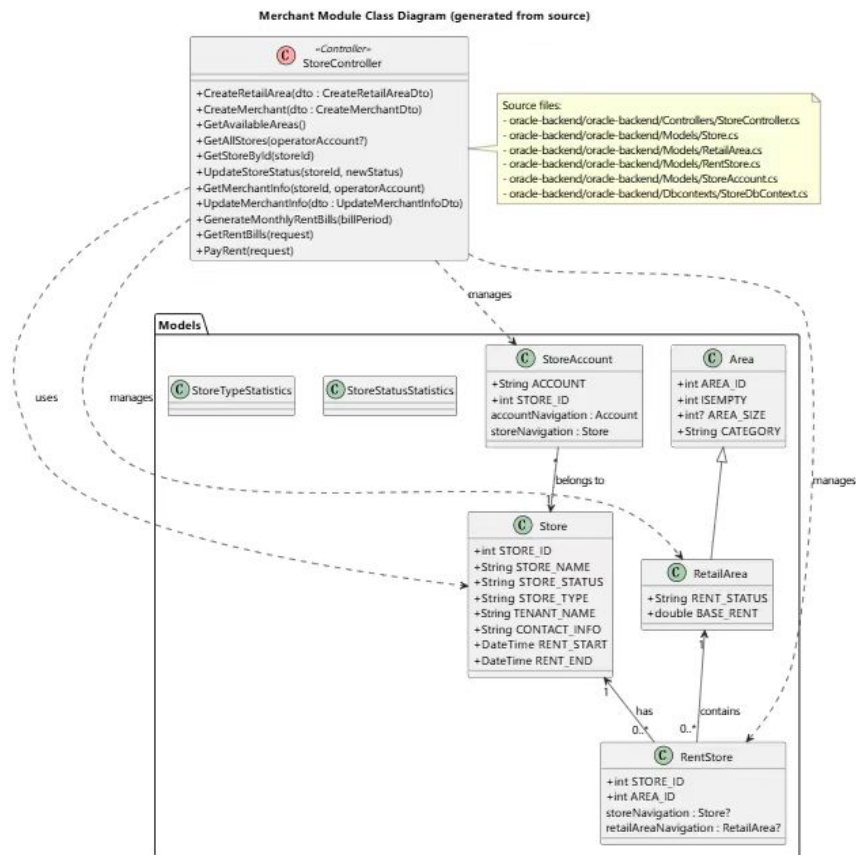 Merchant Module Class Diagram (generated from source)
C
«Controller»
StoreController
+CreateRetailArea(dto : CreateRetailAreaDto)
+CreateMerchant(dto : CreateMerchantDto)
+GetAvailableAreas()
+GetAllStores(operatorAccount?)
+GetStoreById(storeId)
+UpdateStoreStatus(storeId, newStatus)
+GetMerchantInfo(storeId, operatorAccount)
+UpdateMerchantInfo(dto : UpdateMerchantInfoDto)
+GenerateMonthlyRentBills(billPeriod)
+GetRentBills(request)
+PayRent(request)
Source files:
- oracle-backend/oracle-backend/Controllers/StoreController.cs
- oracle-backend/oracle-backend/Models/Store.cs
- oracle-backend/oracle-backend/Models/RetailArea.cs
- oracle-backend/oracle-backend/Models/RentStore.cs
- oracle-backend/oracle-backend/Models/StoreAccount.cs
- oracle-backend/oracle-backend/Dbcontexts/StoreDbContext.cs
manages
Models
C StoreTypeStatistics
C StoreStatusStatistics
C StoreAccount
+String ACCOUNT
+int STORE_ID
accountNavigation : Account
storeNavigation : Store
C Area
+int AREA_ID
+int ISEMPTY
+int? AREA_SIZE
+String CATEGORY
uses
manages
manages
*
belongs to
1
C Store
+int STORE_ID
+String STORE_NAME
+String STORE_STATUS
+String STORE_TYPE
+String TENANT_NAME
+String CONTACT_INFO
+DateTime RENT_START
+DateTime RENT_END
C RetailArea
+String RENT_STATUS
+double BASE_RENT
1
1
has
contains
0..*
0..*
C RentStore
+int STORE_ID
+int AREA_ID
storeNavigation : Store?
retailAreaNavigation : RetailArea?